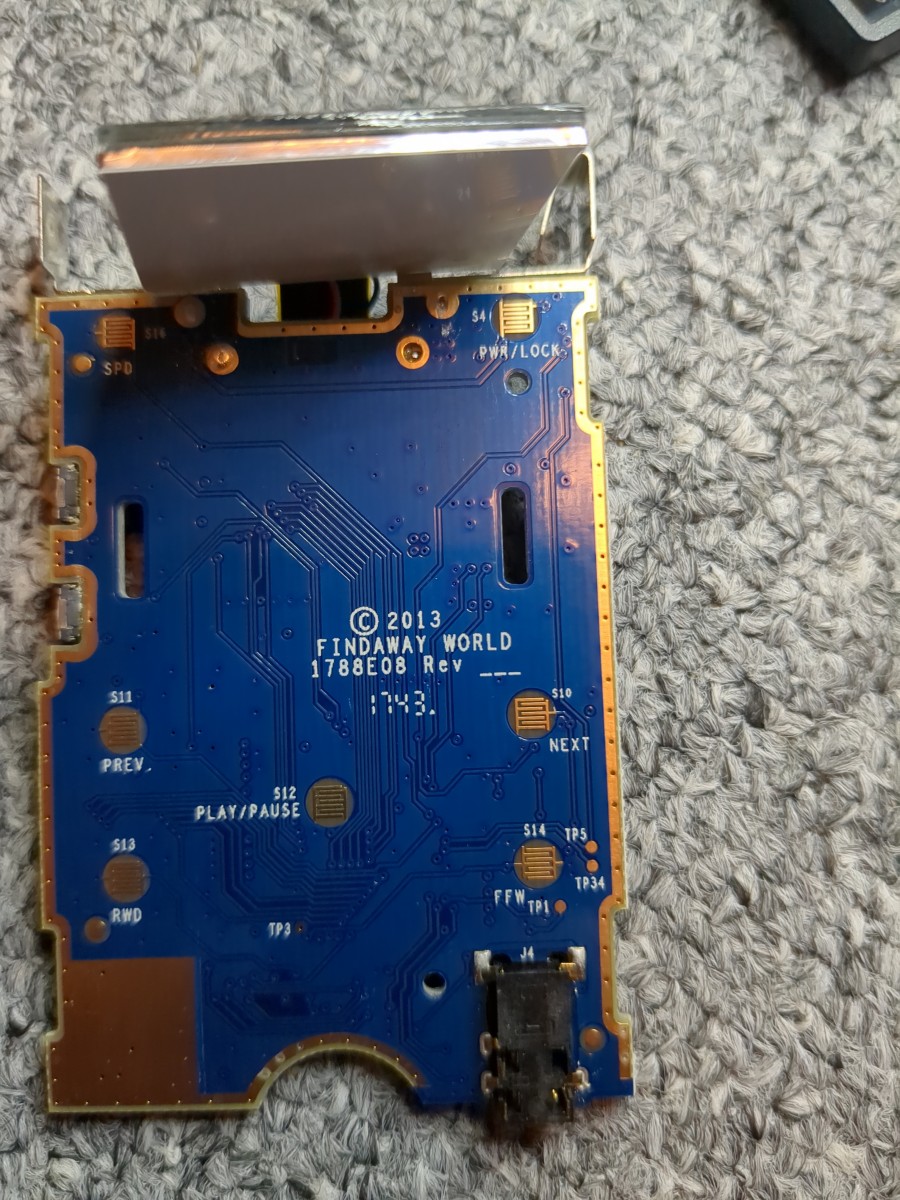 S16
SPD
S4
PWR/LOCK
© 2013
FINDAWAY WORLD
1788E08 Rev ___
1743.
S11
PREV.
S10
NEXT
S12
PLAY/PAUSE
S14
TP5
S13
TP34
FFW
TP1
RWD
TP3
J4